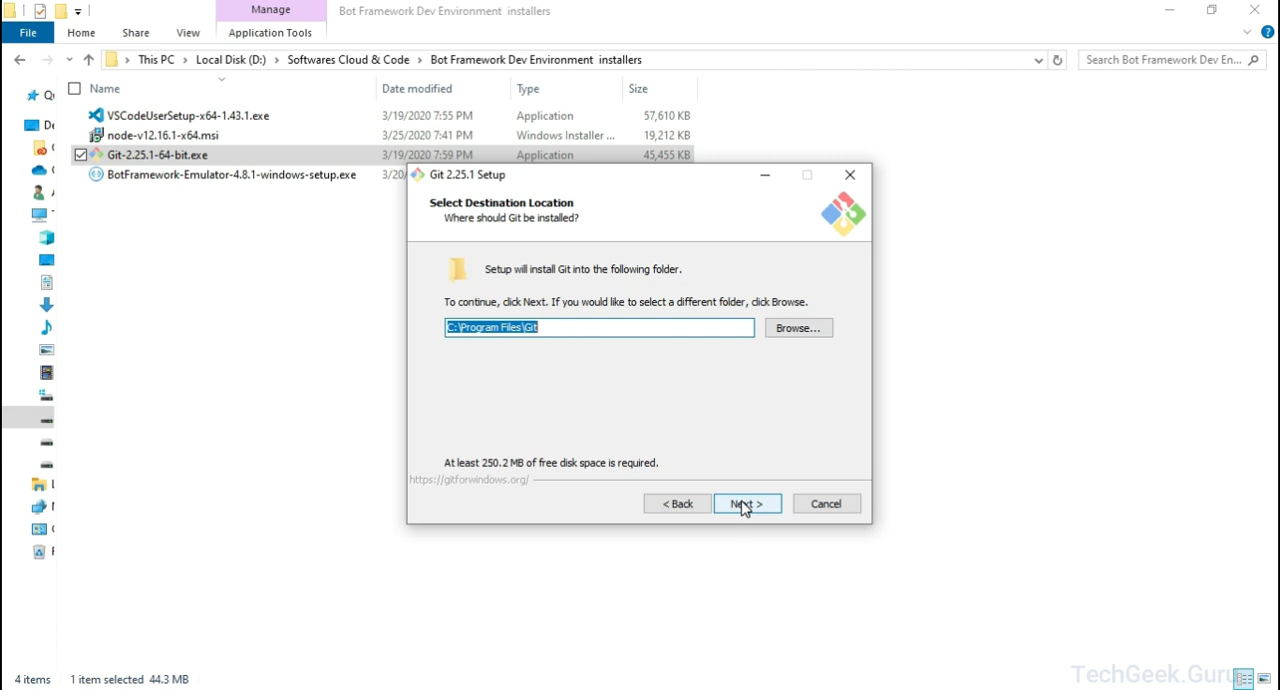 Manage
Bot Framework Dev Environment installers
File
Home
Share
View
Application Tools
This PC
Local Disk (D:)
Softwares Cloud & Code
Bot Framework Dev Environment installers
Search Bot Framework Dev En...
Name
Date modified
Type
Size
VSCodeUserSetup-x64-1.43.1.exe
3/19/2020 7:55 PM
Application
57,610 KB
node-v12.16.1-x64.msi
3/25/2020 7:41 PM
Windows Installer ...
19,212 KB
Git-2.25.1-64-bit.exe
3/19/2020 7:59 PM
Application
45,455 KB
BotFramework-Emulator-4.8.1-windows-setup.exe
3/20/
Git 2.25.1 Setup
Select Destination Location
Where should Git be installed?
Setup will install Git into the following folder.
To continue, click Next. If you would like to select a different folder, click Browse.
C:\Program Files\Git
Browse...
At least 250.2 MB of free disk space is required.
https://gitforwindows.org/
< Back
Next >
Cancel
4 items
1 item selected 44.3 MB
TechGeek.Guru